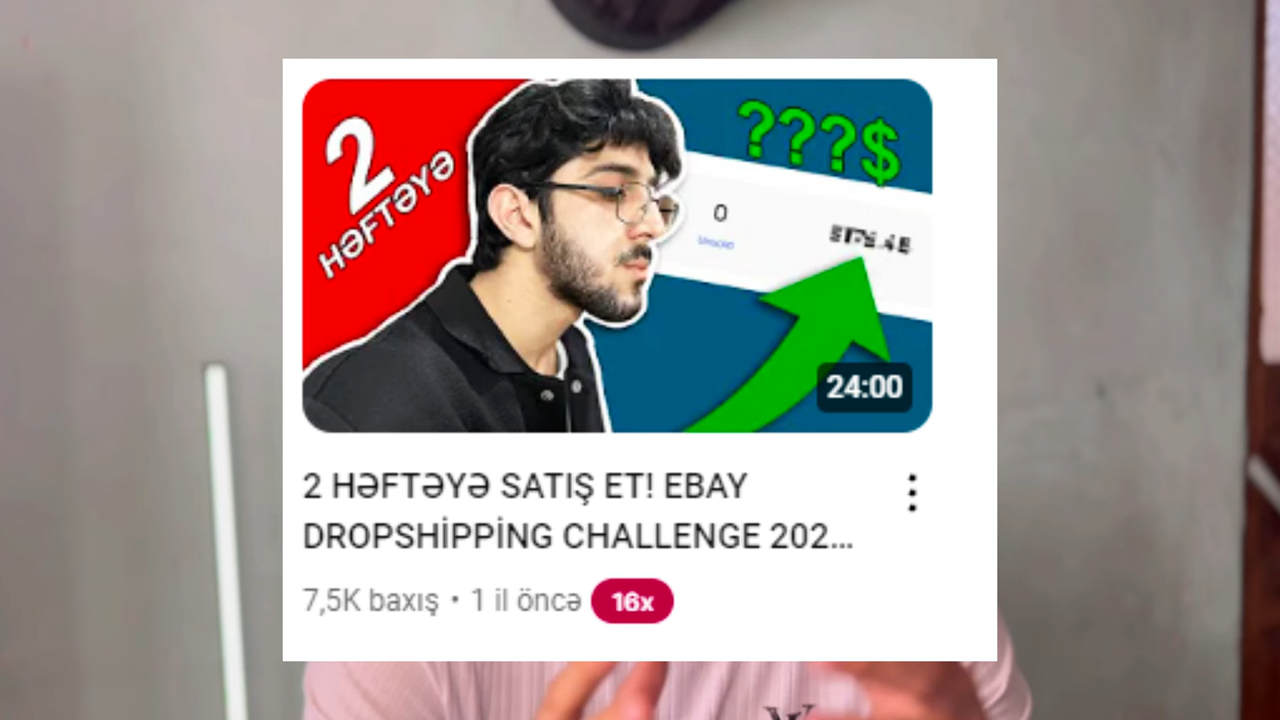 2
HƏFTƏYƏ
???$
0
Unsold
24:00
2 HƏFTƏYƏ SATIŞ ET! EBAY
DROPSHİPPİNG CHALLENGE 202...
7,5K baxış • 1 il öncə 16x